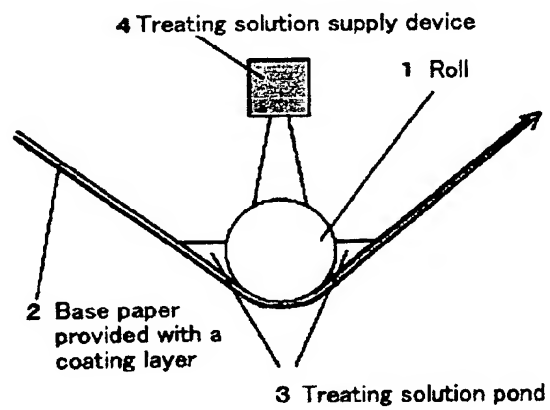 4 Treating solution supply device
1 Roll
2 Base paper
provided with a
coating layer
3 Treating solution pond